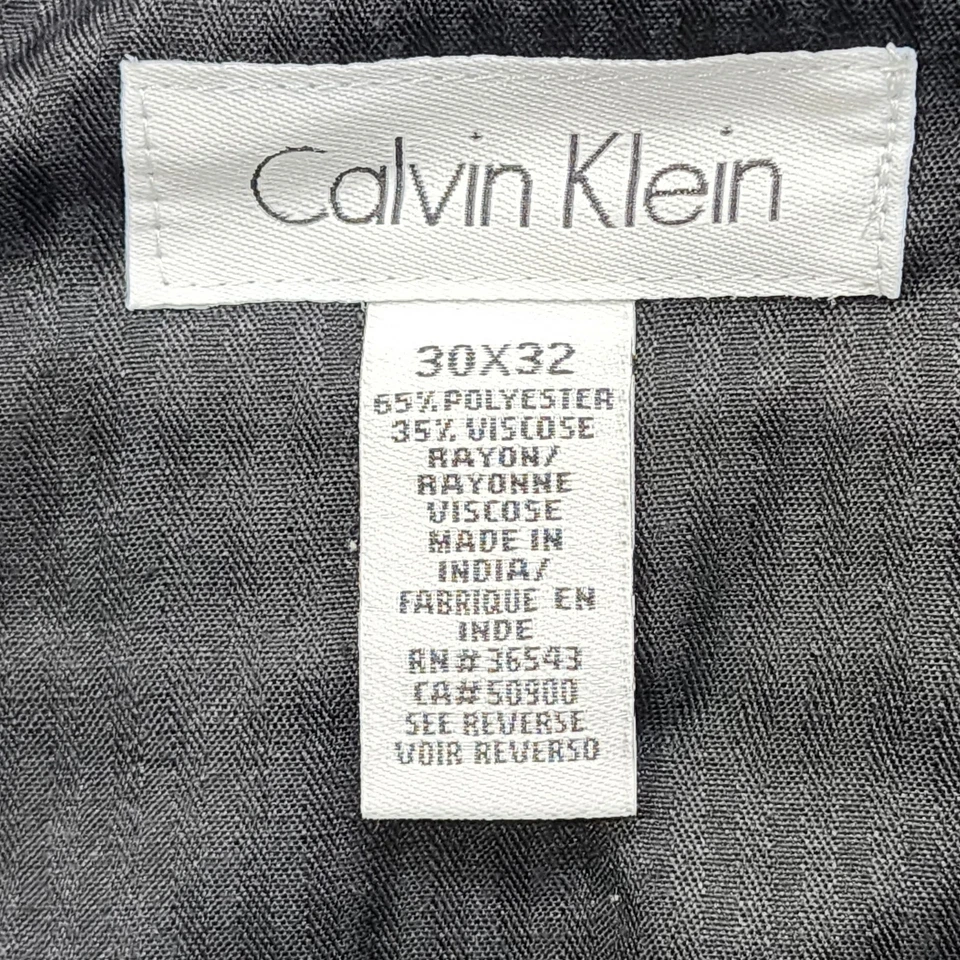 Calvin Klein
30X32
65% POLYESTER
35% VISCOSE
RAYON/
RAYONNE
VISCOSE
MADE IN
INDIA/
FABRIQUE EN
INDE
RN#36543
CA#50900
SEE REVERSE
VOIR REVERSO